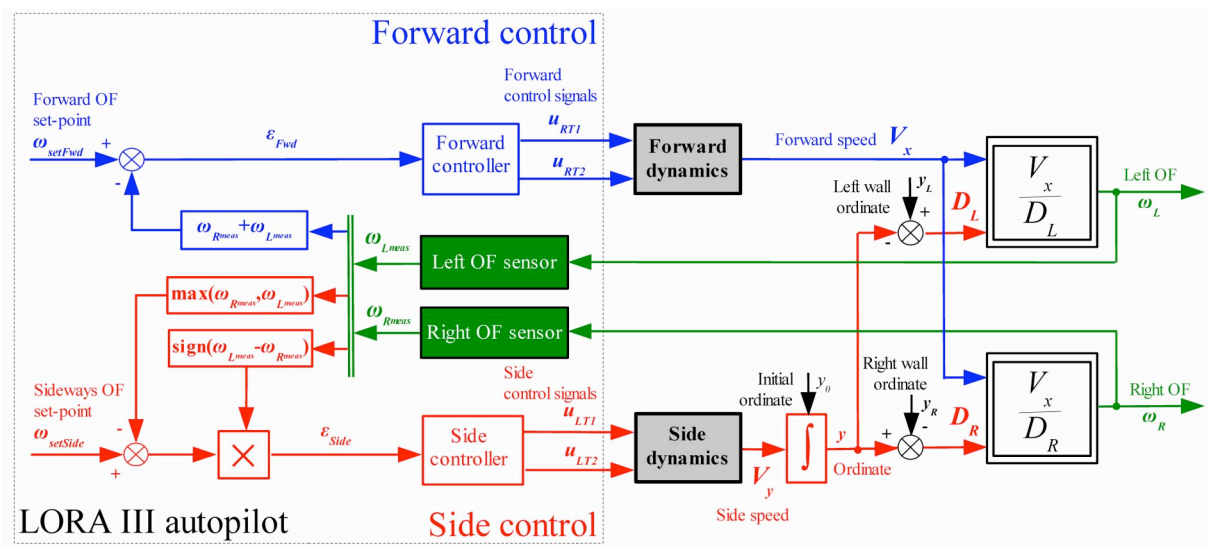 Forward control
Forward OF
set-point
ω_setFwd
+
-
ε_Fwd
Forward
controller
Forward
control signals
u_RT1
u_RT2
Forward
dynamics
Forward speed V_x
Left wall
ordinate
y_L
+
-
D_L
V_x
D_L
Left OF
ω_L
ω_Rmeas+ω_Lmeas
ω_Lmeas
Left OF sensor
max(ω_Rmeas,ω_Lmeas)
ω_Rmeas
Right OF sensor
sign(ω_Lmeas-ω_Rmeas)
Sideways OF
set-point
ω_setSide
-
+
×
ε_Side
Side
controller
Side
control signals
u_LT1
u_LT2
Side
dynamics
V_y
Side speed
Initial
ordinate
y_0
∫
y
Ordinate
Right wall
ordinate
y_R
+
-
D_R
V_x
D_R
Right OF
ω_R
LORA III autopilot
Side control